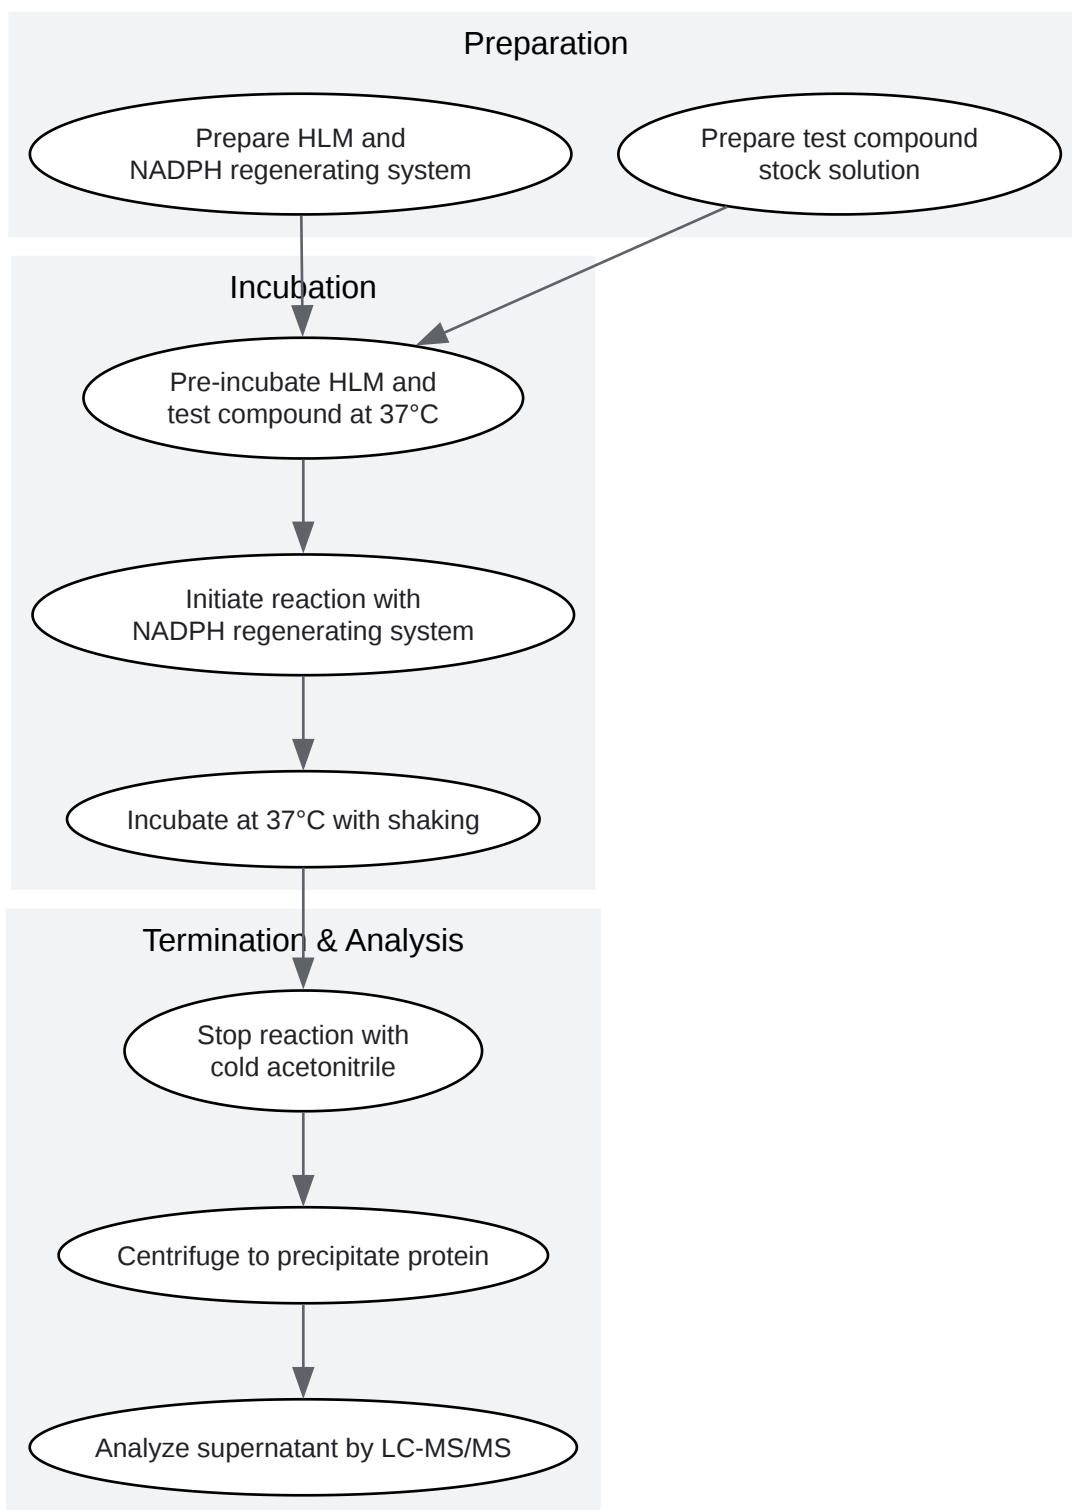 Preparation
Prepare HLM and
NADPH regenerating system
Prepare test compound
stock solution
Incubation
Pre-incubate HLM and
test compound at 37°C
Initiate reaction with
NADPH regenerating system
Incubate at 37°C with shaking
Termination & Analysis
Stop reaction with
cold acetonitrile
Centrifuge to precipitate protein
Analyze supernatant by LC-MS/MS